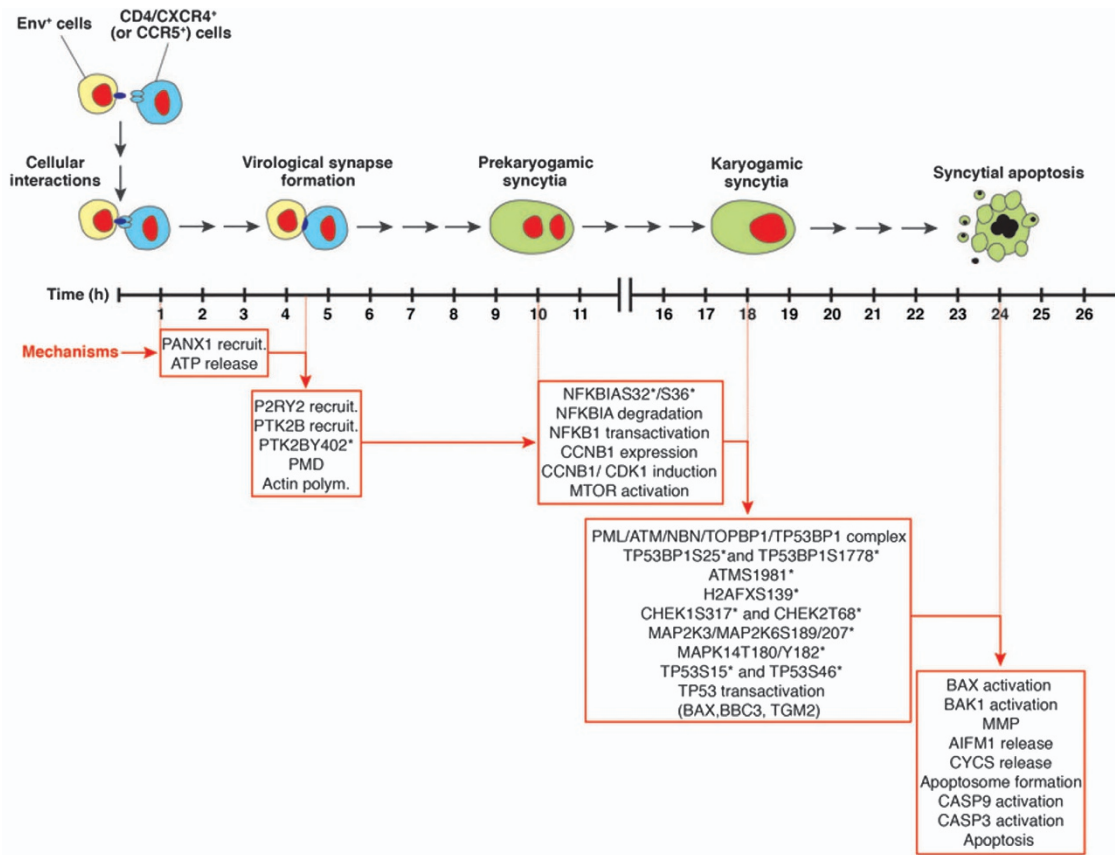 Env⁺ cells
CD4/CXCR4⁺
(or CCR5⁺) cells
Cellular
interactions
Virological synapse
formation
Prekaryogamic
syncytia
Karyogamic
syncytia
Syncytial apoptosis
Time (h)
1 2 3 4 5 6 7 8 9 10 11 16 17 18 19 20 21 22 23 24 25 26
Mechanisms
PANX1 recruit.
ATP release
P2RY2 recruit.
PTK2B recruit.
PTK2BY402*
PMD
Actin polym.
NFKBIAS32*/S36*
NFKBIA degradation
NFKB1 transactivation
CCNB1 expression
CCNB1/ CDK1 induction
MTOR activation
PML/ATM/NBN/TOPBP1/TP53BP1 complex
TP53BP1S25*and TP53BP1S1778*
ATMS1981*
H2AFXS139*
CHEK1S317* and CHEK2T68*
MAP2K3/MAP2K6S189/207*
MAPK14T180/Y182*
TP53S15* and TP53S46*
TP53 transactivation
(BAX,BBC3, TGM2)
BAX activation
BAK1 activation
MMP
AIFM1 release
CYCS release
Apoptosome formation
CASP9 activation
CASP3 activation
Apoptosis